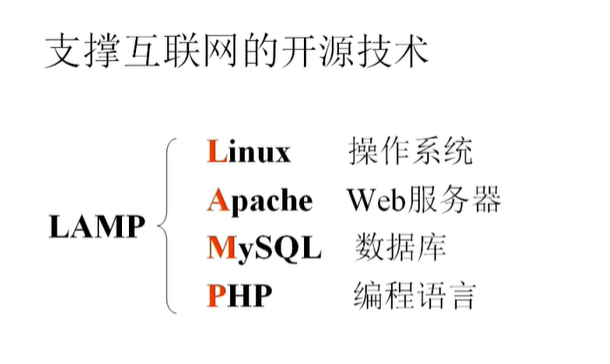 支撑互联网的开源技术
Linux 操作系统
Apache Web服务器
LAMP
MySQL 数据库
PHP 编程语言